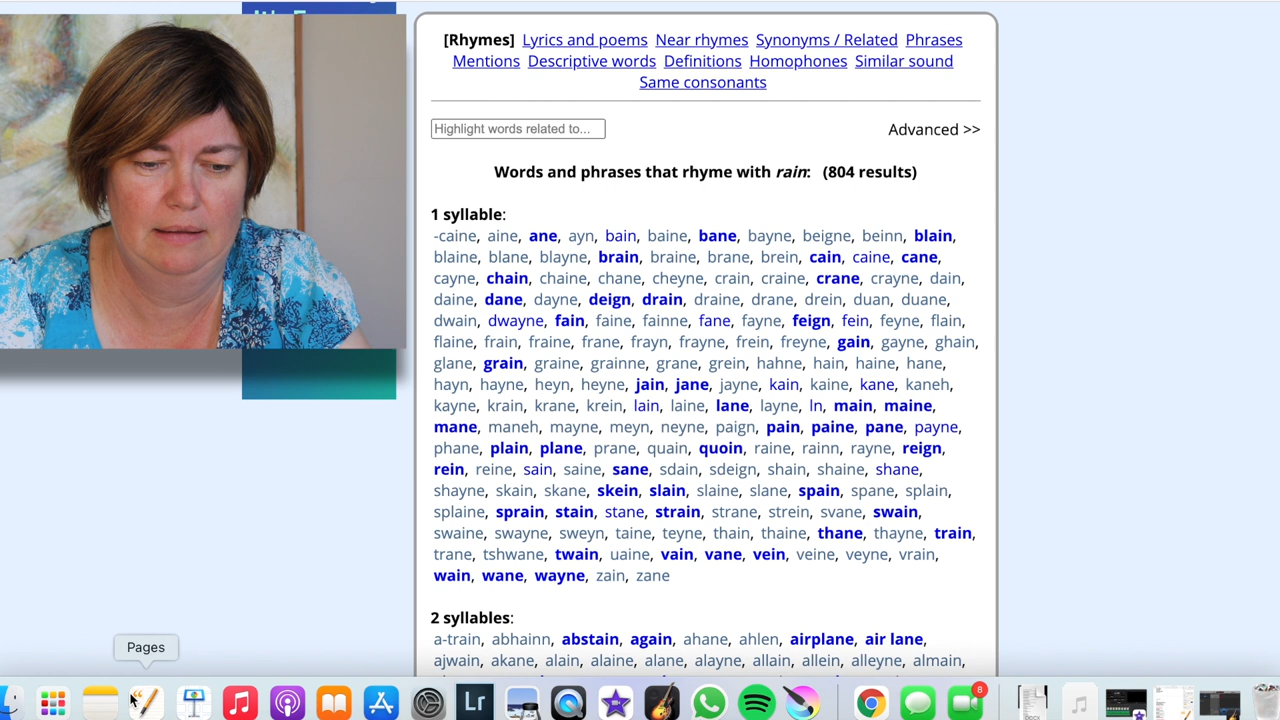 [Rhymes] Lyrics and poems Near rhymes Synonyms / Related Phrases
Mentions Descriptive words Definitions Homophones Similar sound
Same consonants
Highlight words related to...
Advanced >>
Words and phrases that rhyme with rain: (804 results)
1 syllable:
-caine, aine, ane, ayn, bain, baine, bane, bayne, beigne, beinn, blain,
blaine, blane, blayne, brain, braine, brane, brein, cain, caine, cane,
cayne, chain, chaine, chane, cheyne, crain, craine, crane, crayne, dain,
daine, dane, dayne, deign, drain, draine, drane, drein, duan, duane,
dwain, dwayne, fain, faine, fainne, fane, fayne, feign, fein, feyne, flain,
flaine, frain, fraine, frane, frayn, frayne, frein, freyne, gain, gayne, ghain,
glane, grain, graine, grainne, grane, grein, hahne, hain, haine, hane,
hayn, hayne, heyn, heyne, jain, jane, jayne, kain, kaine, kane, kaneh,
kayne, krain, krane, krein, lain, laine, lane, layne, ln, main, maine,
mane, maneh, mayne, meyn, neyne, paign, pain, paine, pane, payne,
phane, plain, plane, prane, quain, quoin, raine, rainn, rayne, reign,
rein, reine, sain, saine, sane, sdain, sdeign, shain, shaine, shane,
shayne, skain, skane, skein, slain, slaine, slane, spain, spane, splain,
splaine, sprain, stain, stane, strain, strane, strein, svane, swain,
swaine, swayne, sweyn, taine, teyne, thain, thaine, thane, thayne, train,
trane, tshwane, twain, uaine, vain, vane, vein, veine, veyne, vrain,
wain, wane, wayne, zain, zane
2 syllables:
a-train, abhainn, abstain, again, ahane, ahlen, airplane, air lane,
ajwain, akane, alain, alaine, alane, alayne, allain, allein, alleyne, almain,
Pages
Lr
8
DOCX